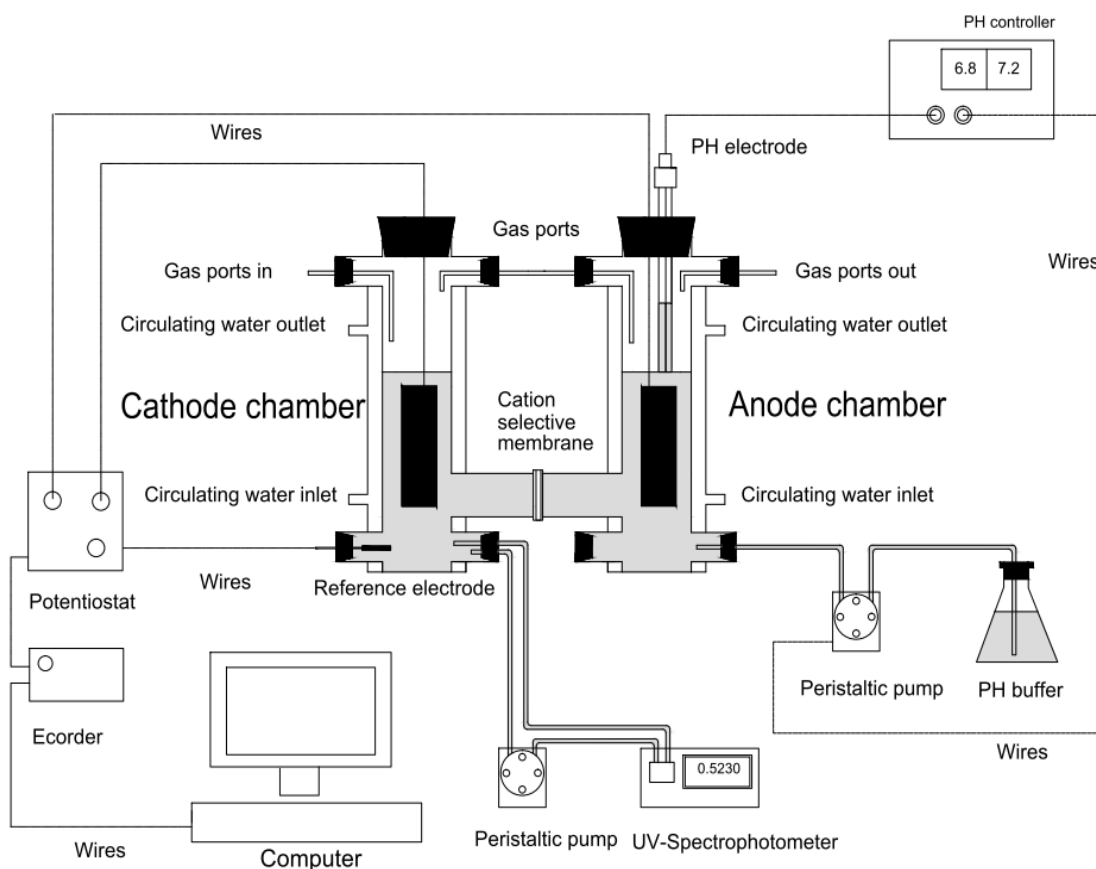 PH controller
6.8 7.2
Wires
PH electrode
Gas ports
Gas ports in
Gas ports out
Wires
Circulating water outlet
Circulating water outlet
Cathode chamber
Cation
selective
membrane
Anode chamber
Circulating water inlet
Circulating water inlet
Wires
Reference electrode
Potentiostat
Peristaltic pump
PH buffer
Ecorder
Wires
0.5230
Wires
Computer
Peristaltic pump
UV-Spectrophotometer